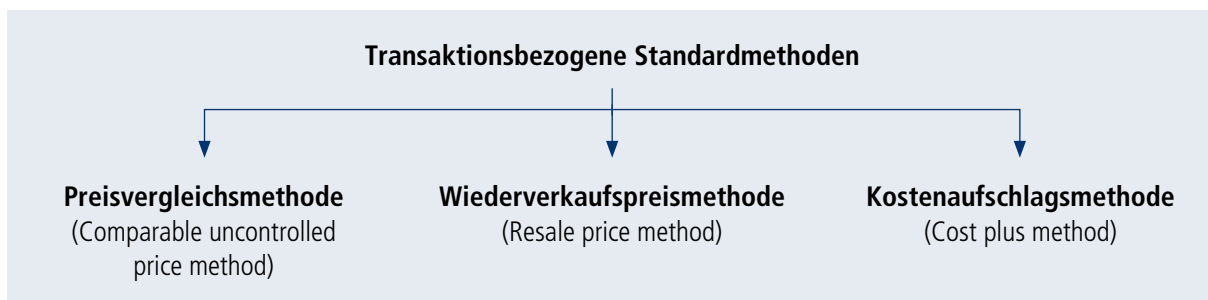 Transaktionsbezogene Standardmethoden
Preisvergleichsmethode
(Comparable uncontrolled
price method)
Wiederverkaufspreismethode
(Resale price method)
Kostenaufschlagsmethode
(Cost plus method)